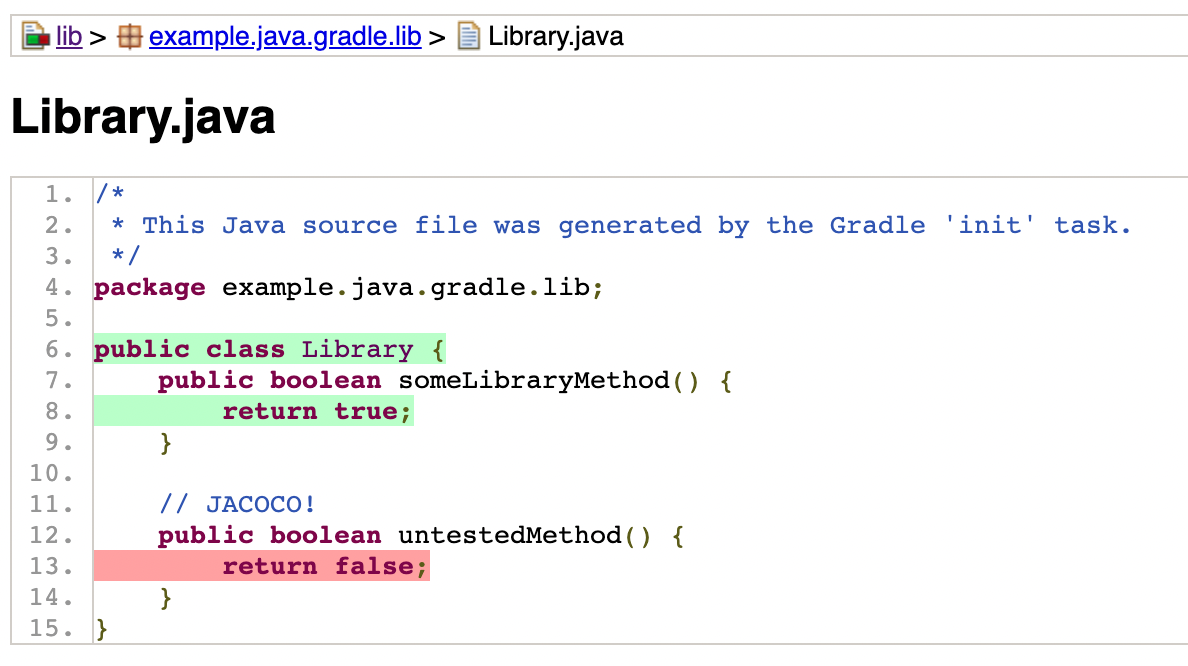 lib > example.java.gradle.lib > Library.java
Library.java
1. /*
2.  * This Java source file was generated by the Gradle 'init' task.
3.  */
4. package example.java.gradle.lib;
5.
6. public class Library {
7.     public boolean someLibraryMethod() {
8.         return true;
9.     }
10.
11.     // JACOCO!
12.     public boolean untestedMethod() {
13.         return false;
14.     }
15. }